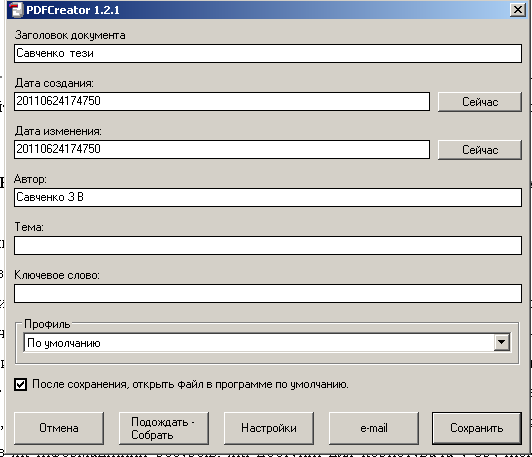 PDFCreator 1.2.1
Заголовок документа
Савченко тези
Дата создания:
20110624174750
Сейчас
Дата изменения:
20110624174750
Сейчас
Автор:
Савченко З В
Тема:
Ключевое слово:
Профиль
По умолчанию
После сохранения, открыть файл в программе по умолчанию.
Отмена
Подождать -
Собрать
Настройки
e-mail
Сохранить